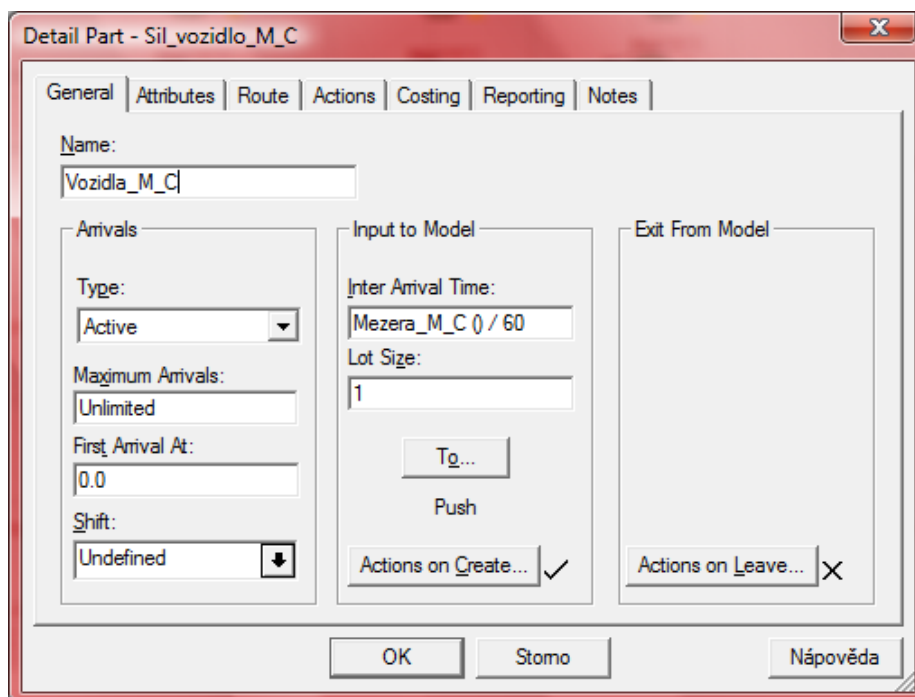 Detail Part - Sil_vozidlo_M_C
General Attributes Route Actions Costing Reporting Notes
Name:
Vozidla_M_C
Arrivals
Type:
Active
Maximum Arrivals:
Unlimited
First Arrival At:
0.0
Shift:
Undefined
Input to Model
Inter Arrival Time:
Mezera_M_C () / 60
Lot Size:
1
To...
Push
Actions on Create...
Exit From Model
Actions on Leave...
OK Storno Nápověda